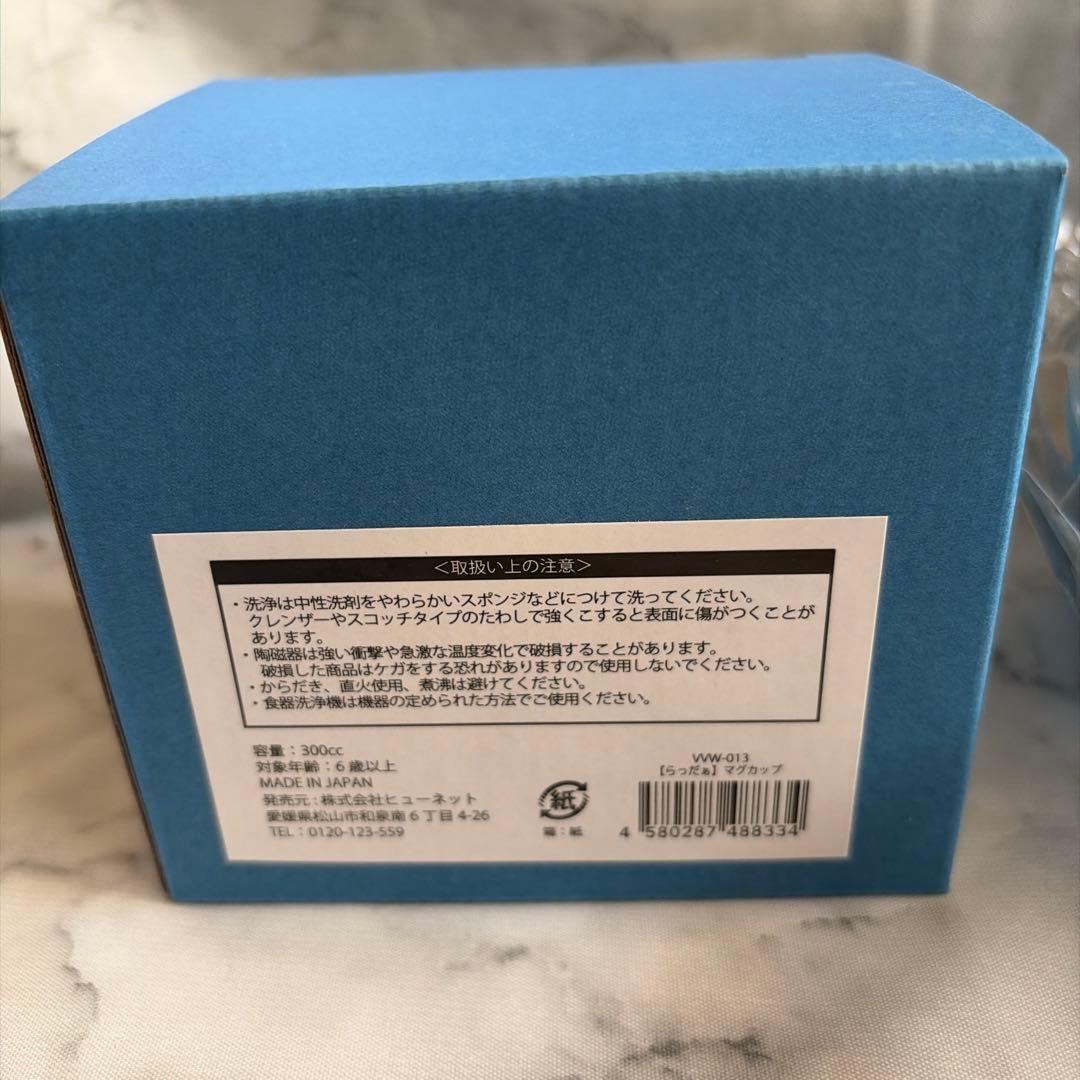 ＜取扱い上の注意＞
・洗浄は中性洗剤をやわらかいスポンジなどにつけて洗ってください。
クレンザーやスコッチタイプのたわしで強くこすると表面に傷がつくことが
あります。
・陶磁器は強い衝撃や急激な温度変化で破損することがあります。
破損した商品はケガをする恐れがありますので使用しないでください。
・からだき、直火使用、煮沸は避けてください。
・食器洗浄機は機器の定められた方法でご使用ください。
容量：300cc
対象年齢：6歳以上
MADE IN JAPAN
発売元：株式会社ヒューネット
愛媛県松山市和泉南6丁目4-26
TEL：0120-123-559
紙
箱：紙
VVW-013
【らっだぁ】マグカップ
4 580287 488334